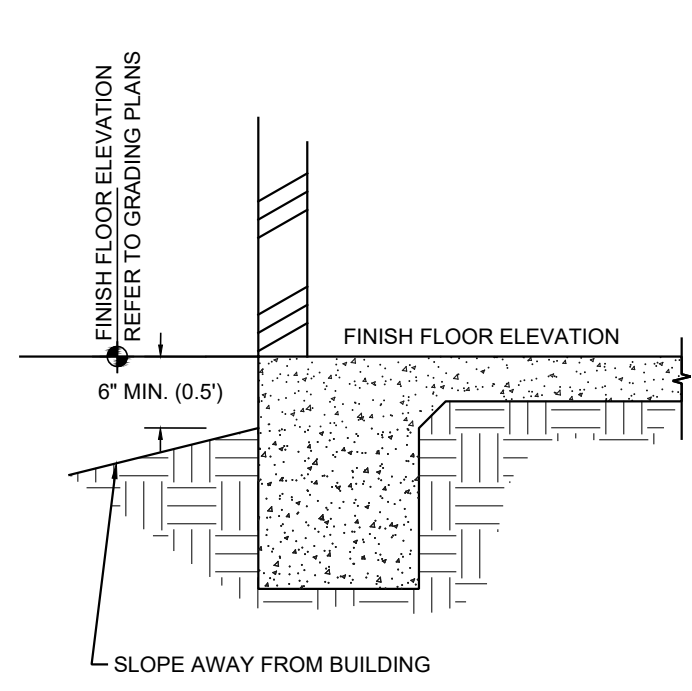 FINISH FLOOR ELEVATION
REFER TO GRADING PLANS
FINISH FLOOR ELEVATION
6" MIN. (0.5')
SLOPE AWAY FROM BUILDING